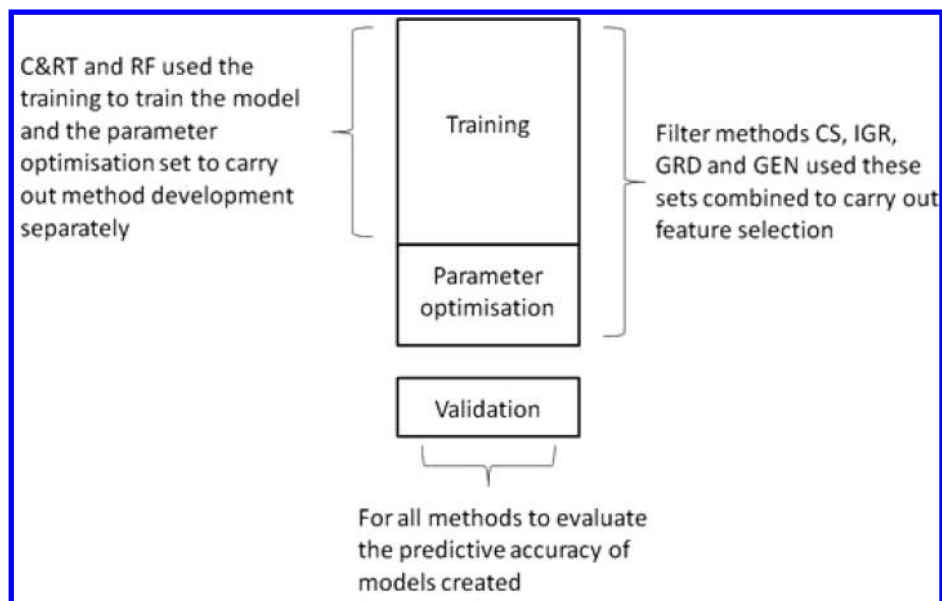 C&RT and RF used the
training to train the model
and the parameter
optimisation set to carry
out method development
separately
Training
Parameter
optimisation
Filter methods CS, IGR,
GRD and GEN used these
sets combined to carry out
feature selection
Validation
For all methods to evaluate
the predictive accuracy of
models created